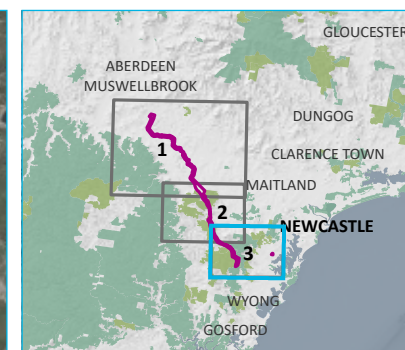 GLOUCESTER
ABERDEEN
MUSWELLBROOK
DUNGOG
1
CLARENCE TOWN
MAITLAND
2
NEWCASTLE
3
WYONG
GOSFORD